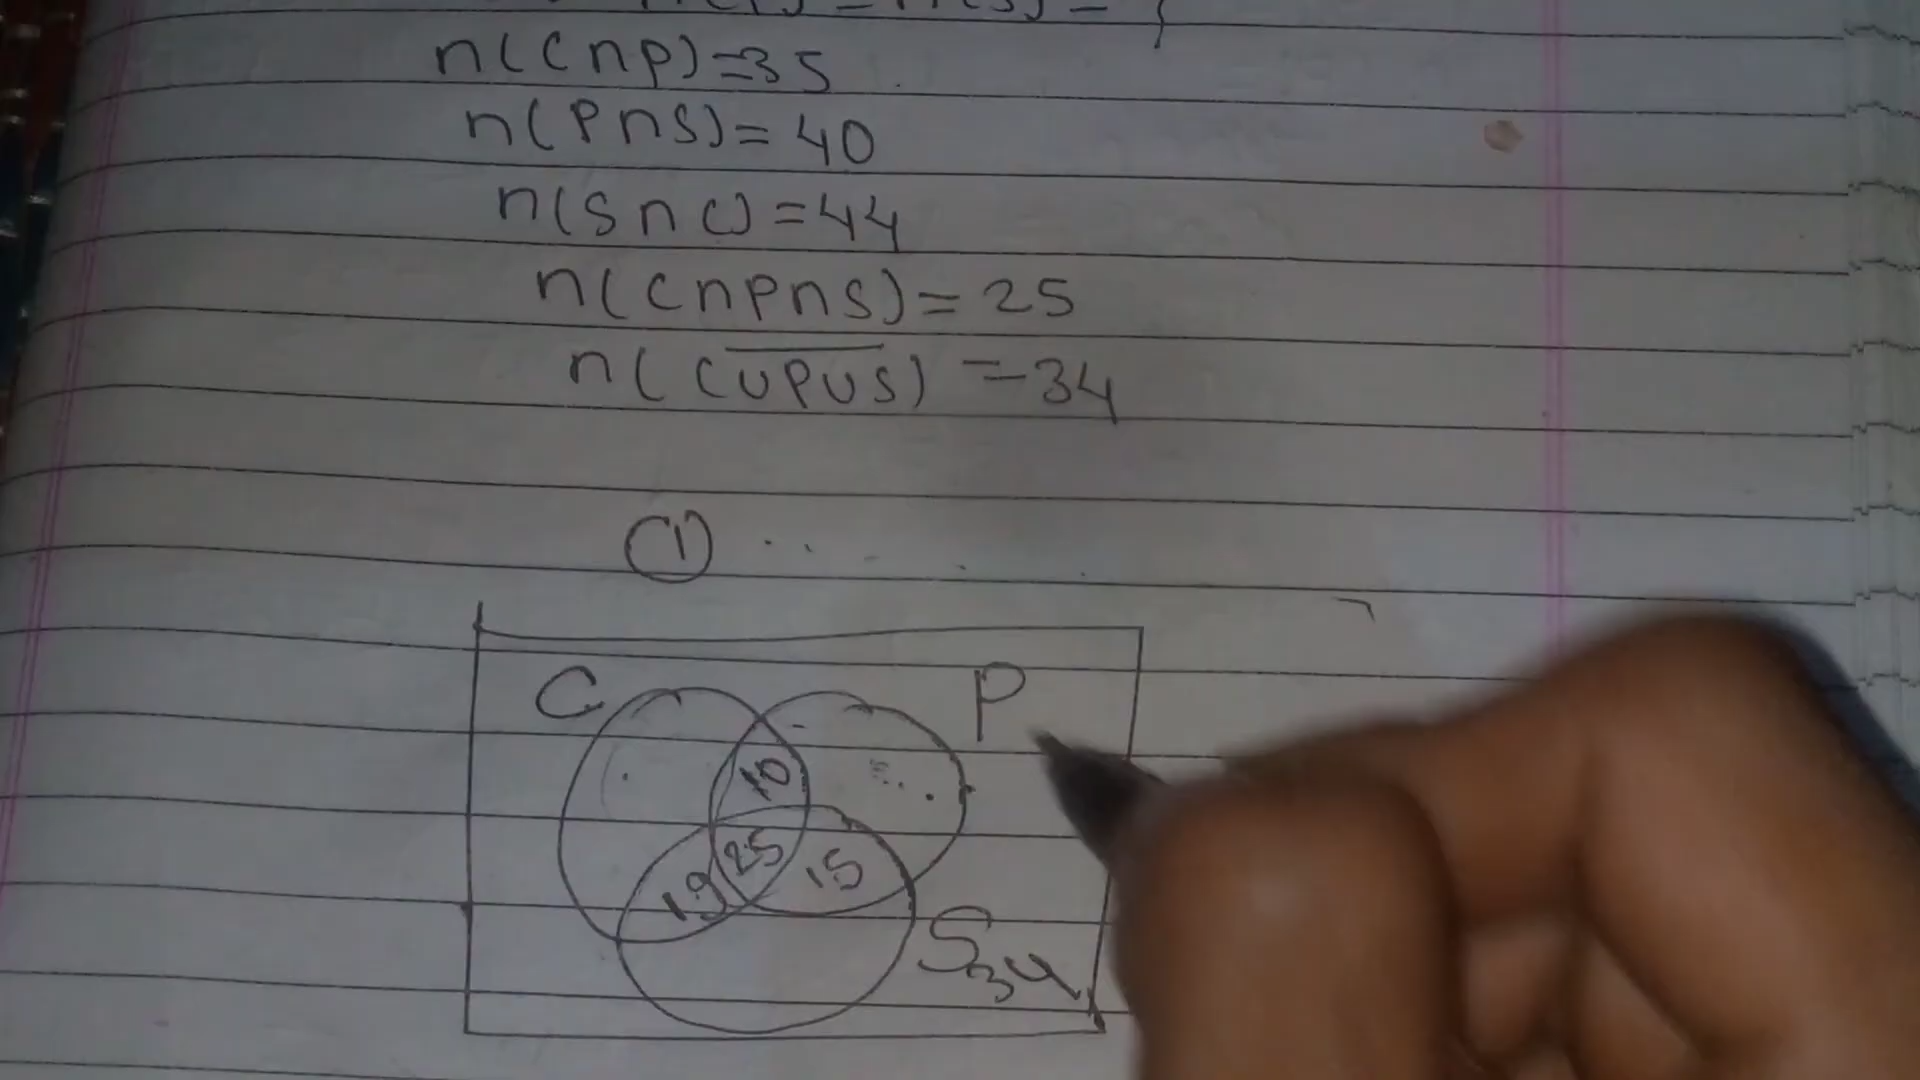 n(C∩P)=35
n(P∩S)=40
n(S∩C)=44
n(C∩P∩S)=25
n(C̅U̅P̅U̅S̅)=34
①
C
P
10
25
15
19
S
34